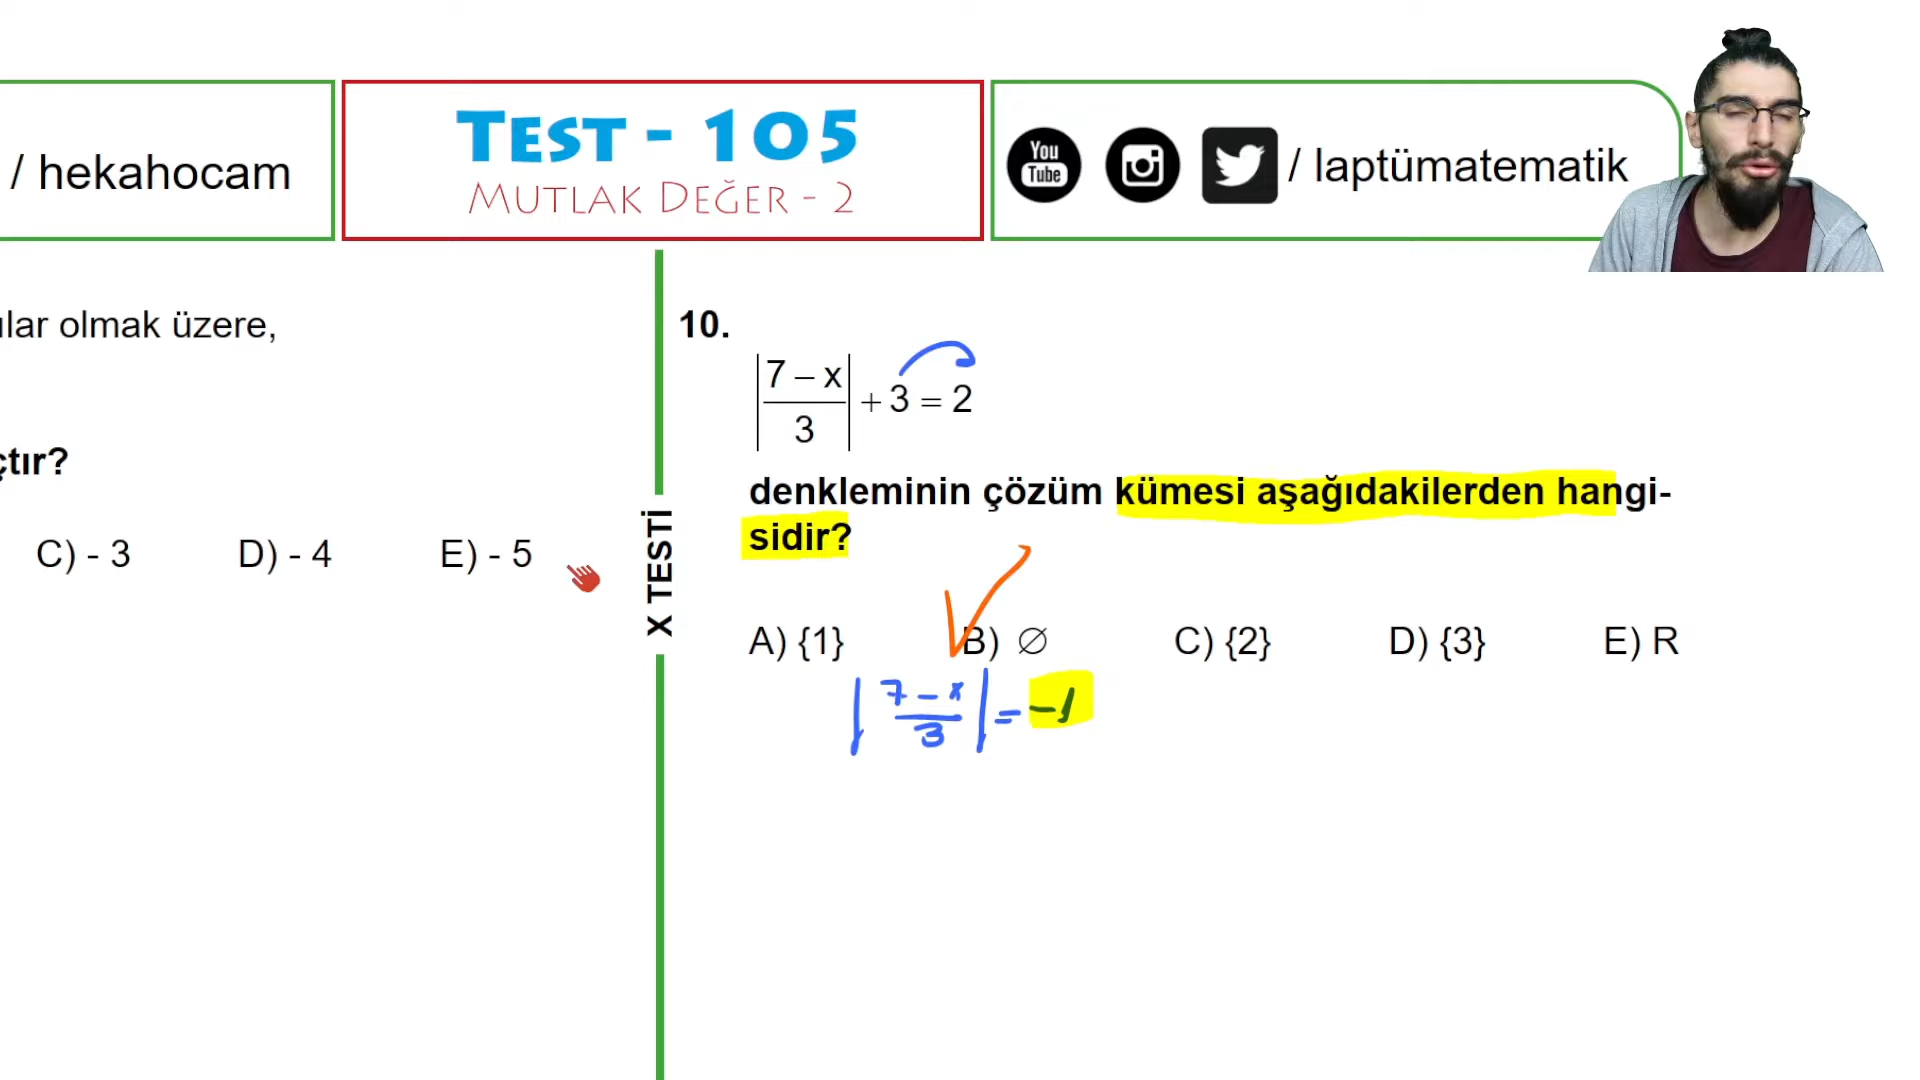 / hekahocam
TEST - 105
MUTLAK DEĞER - 2
You
Tube
/ laptümatematik
lar olmak üzere,
çtır?
C) - 3 D) - 4 E) - 5
X TESTİ
10.
|7 – x / 3| + 3 = 2
denkleminin çözüm kümesi aşağıdakilerden hangi-
sidir?
A) {1} B) ∅ C) {2} D) {3} E) R
|7 – x / 3| = –1